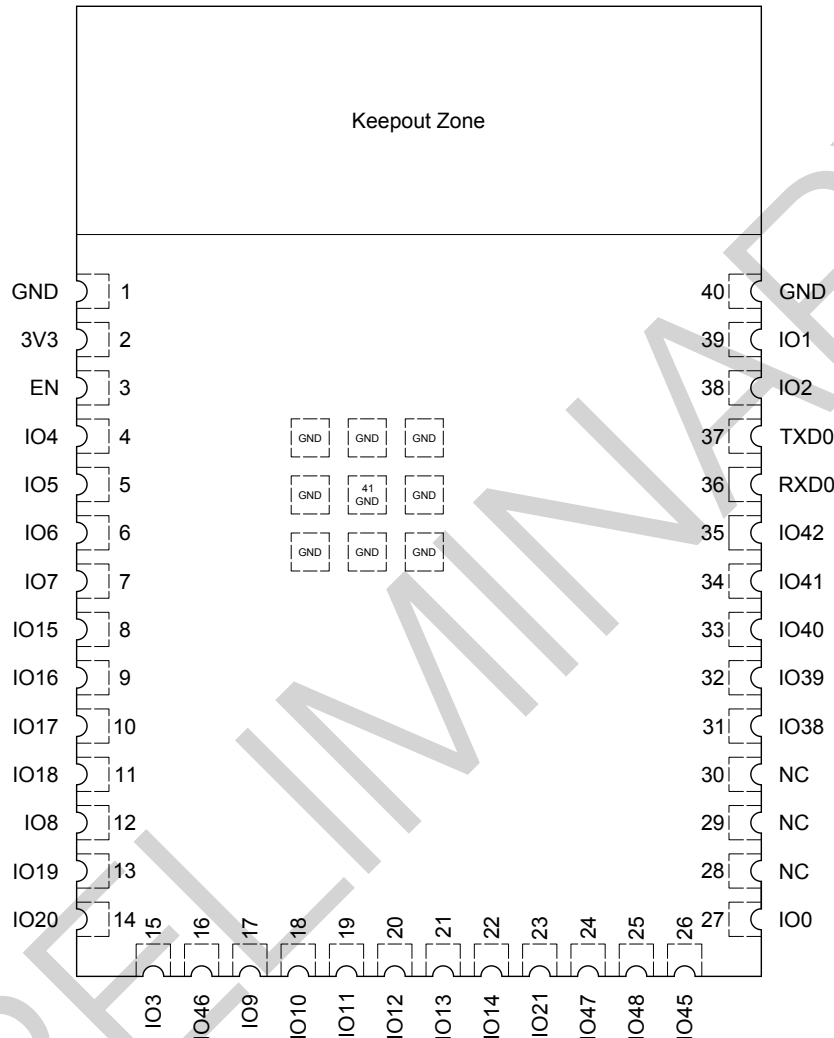 Keepout Zone
GND 1
3V3 2
EN 3
IO4 4
IO5 5
IO6 6
IO7 7
IO15 8
IO16 9
IO17 10
IO18 11
IO8 12
IO19 13
IO20 14
GND GND GND
GND 41 GND GND
GND GND GND
15 16 17 18 19 20 21 22 23 24 25 26
IO3 IO46 IO9 IO10 IO11 IO12 IO13 IO14 IO21 IO47 IO48 IO45
40 GND
39 IO1
38 IO2
37 TXD0
36 RXD0
35 IO42
34 IO41
33 IO40
32 IO39
31 IO38
30 NC
29 NC
28 NC
27 IO0
RELIMINAR